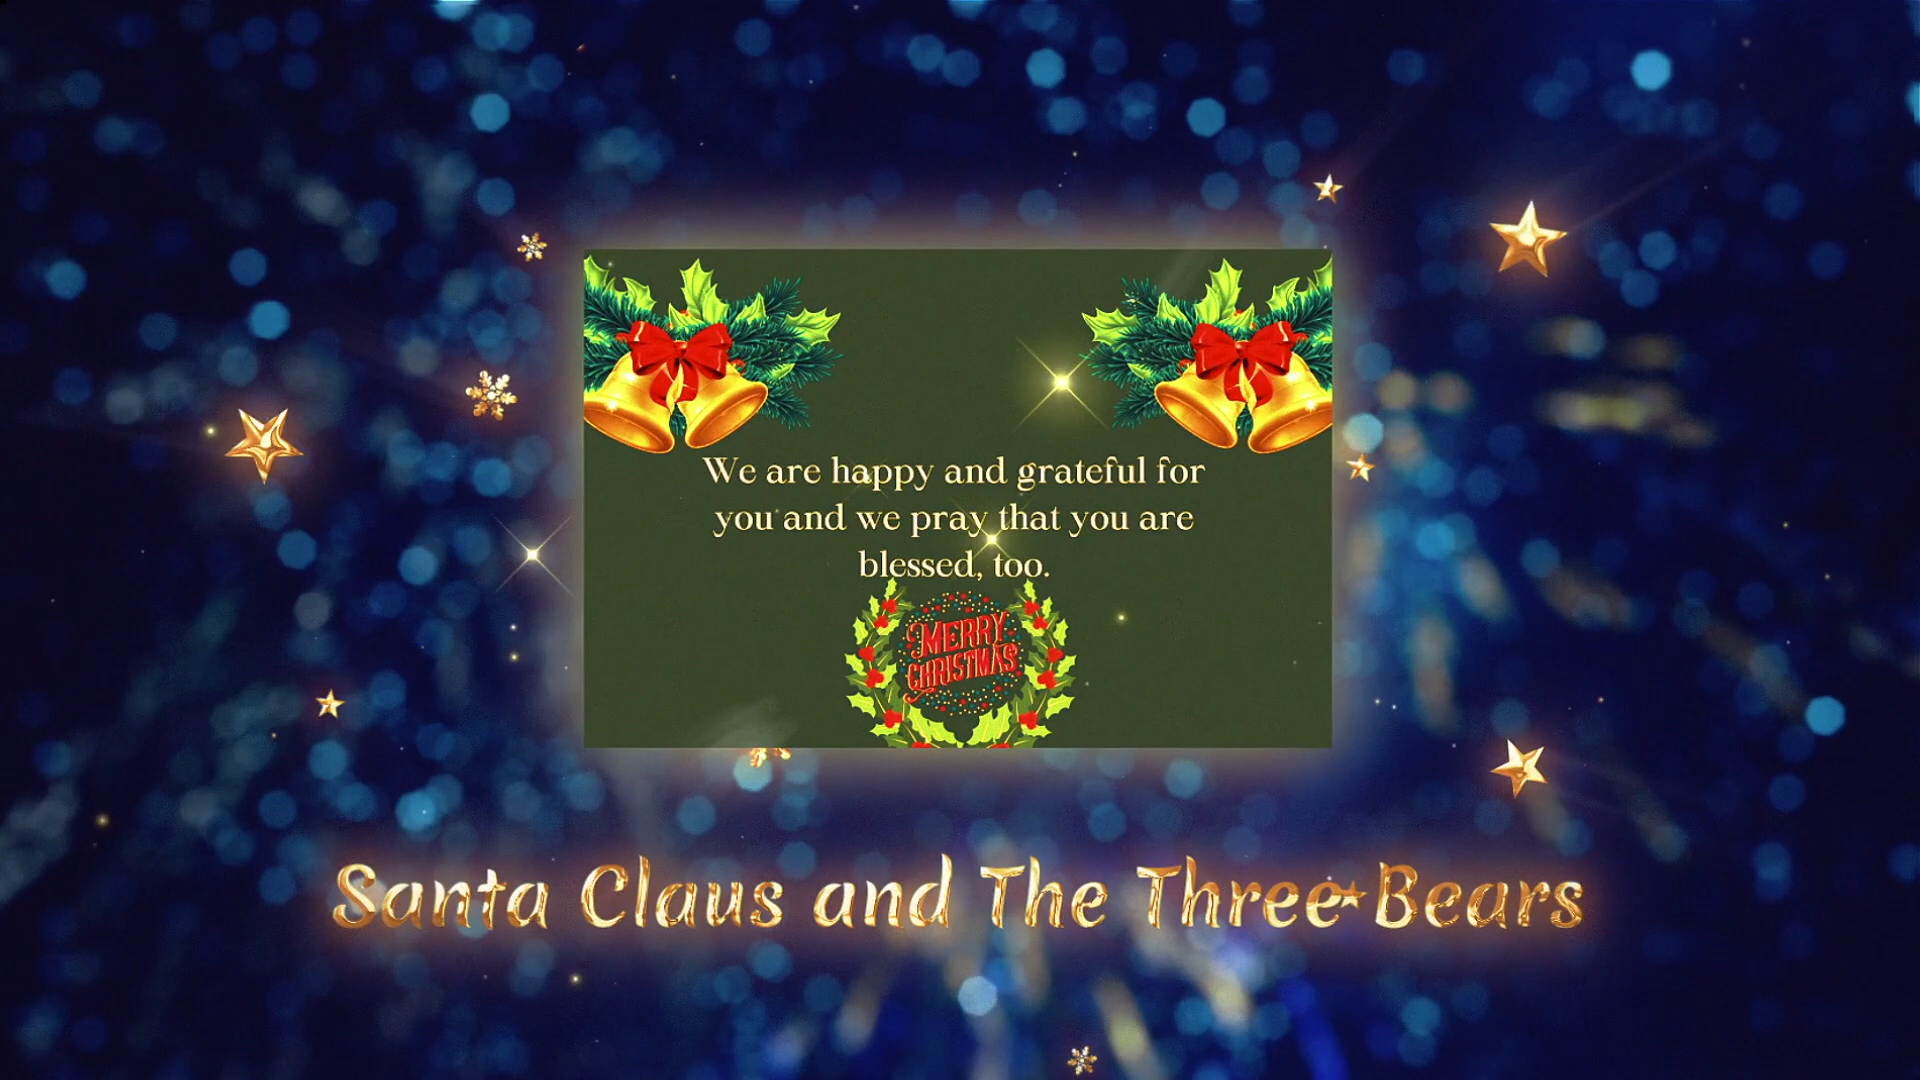 We are happy and grateful for
you and we pray that you are
blessed, too.
MERRY
CHRISTMAS
Santa Claus and The Three Bears